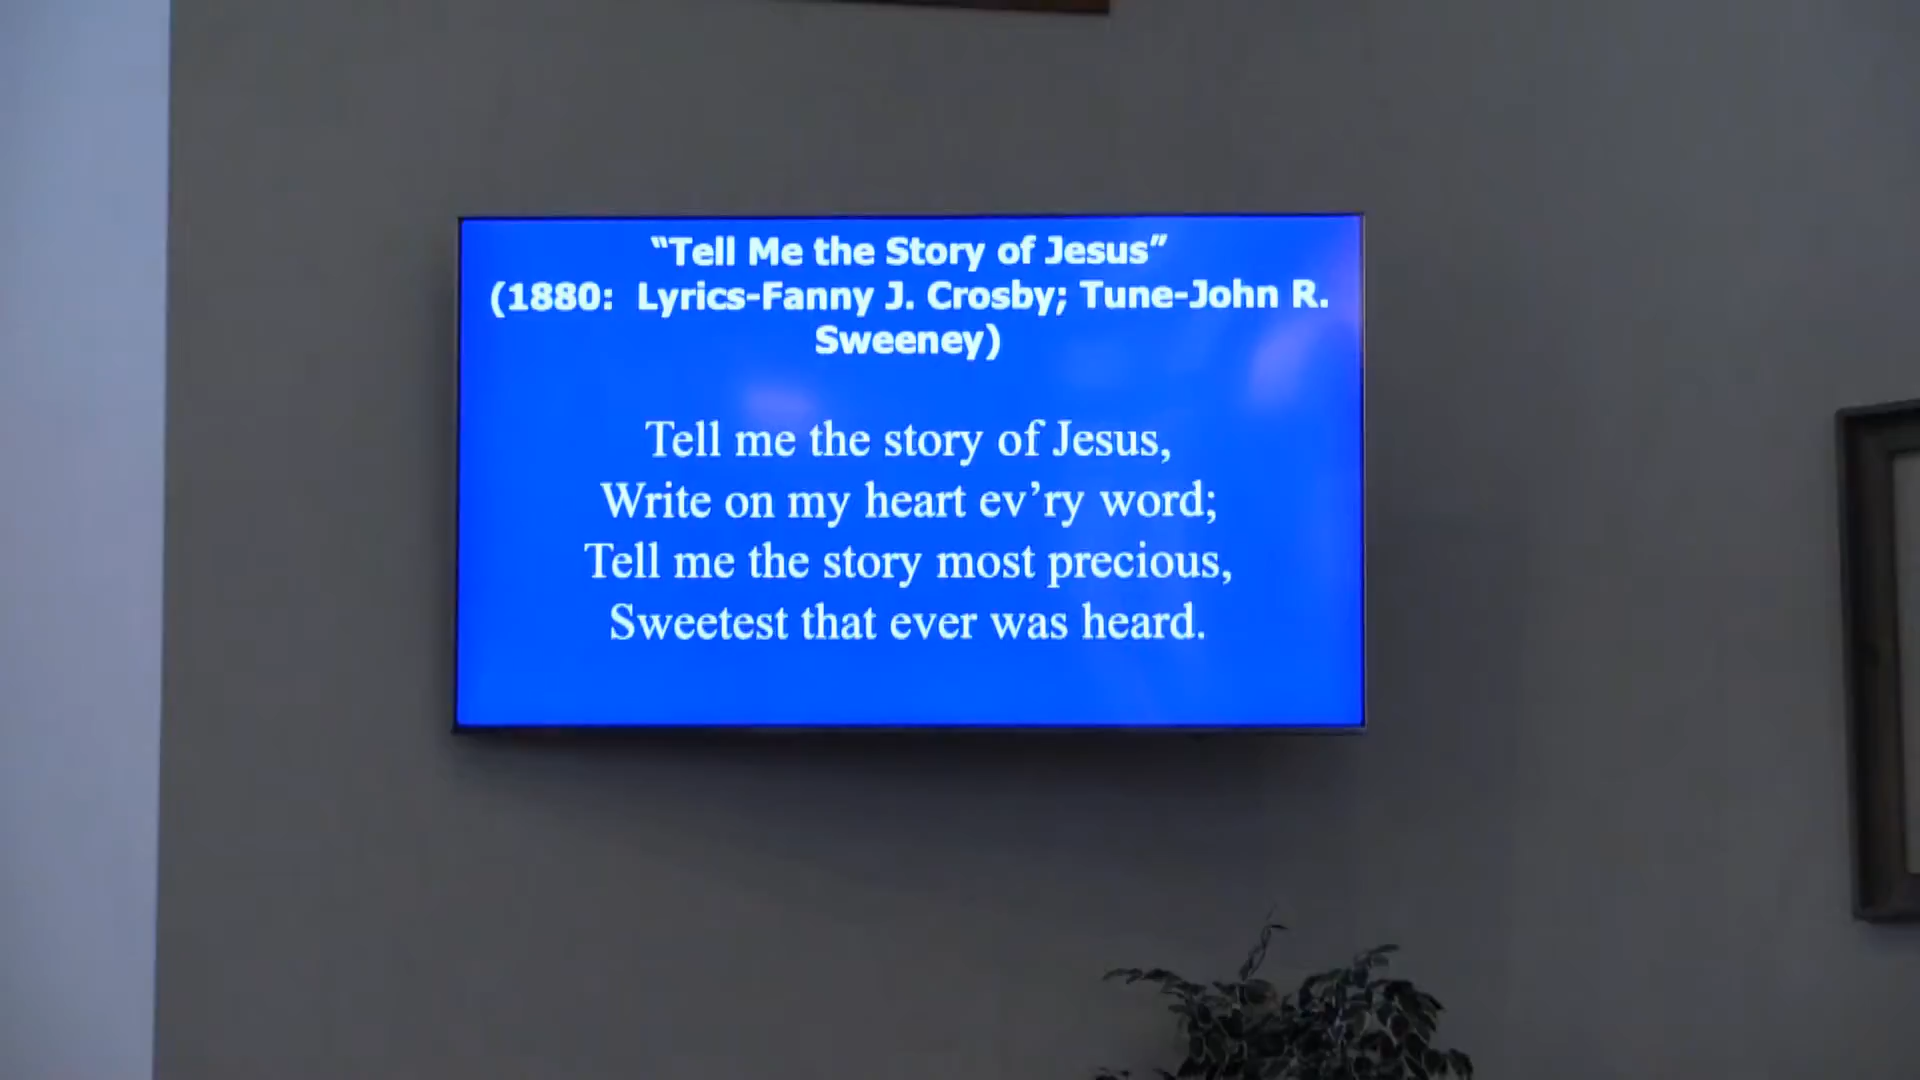 “Tell Me the Story of Jesus”
(1880:  Lyrics-Fanny J. Crosby; Tune-John R.
Sweeney)
Tell me the story of Jesus,
Write on my heart ev’ry word;
Tell me the story most precious,
Sweetest that ever was heard.